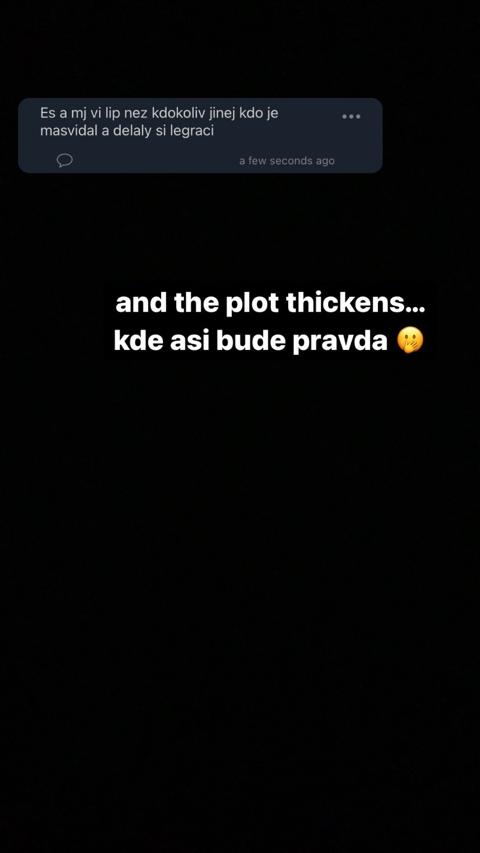 Es a mj vi lip nez kdokoliv jinej kdo je
masvidal a delaly si legraci
a few seconds ago
and the plot thickens...
kde asi bude pravda 🫢